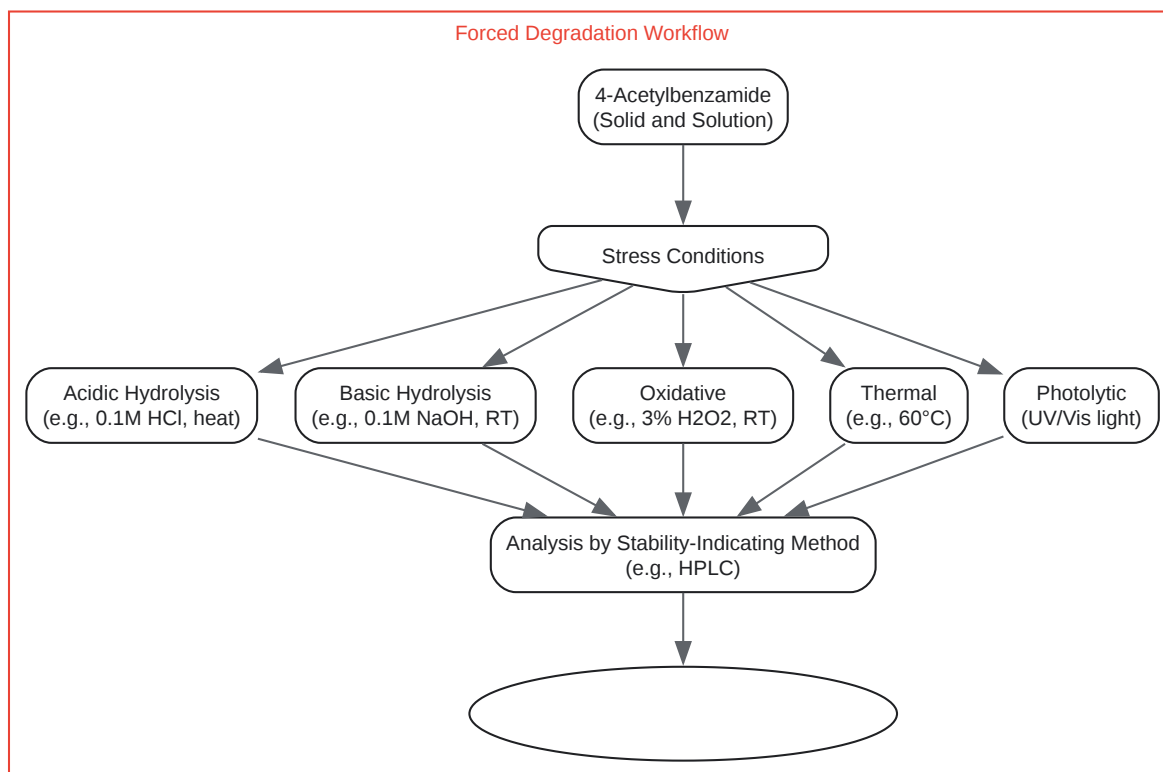 Forced Degradation Workflow
4-Acetylbenzamide
(Solid and Solution)
Stress Conditions
Acidic Hydrolysis
(e.g., 0.1M HCl, heat)
Basic Hydrolysis
(e.g., 0.1M NaOH, RT)
Oxidative
(e.g., 3% H2O2, RT)
Thermal
(e.g., 60°C)
Photolytic
(UV/Vis light)
Analysis by Stability-Indicating Method
(e.g., HPLC)